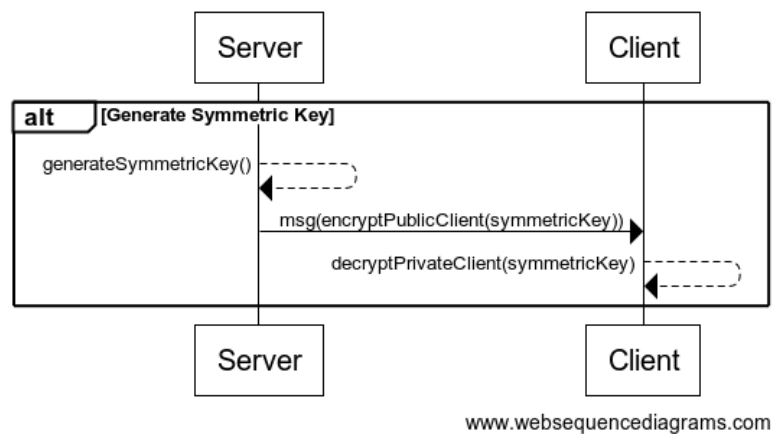 Server Client
alt [Generate Symmetric Key]
generateSymmetricKey()
msg(encryptPublicClient(symmetricKey))
decryptPrivateClient(symmetricKey)
Server Client
www.websequencediagrams.com